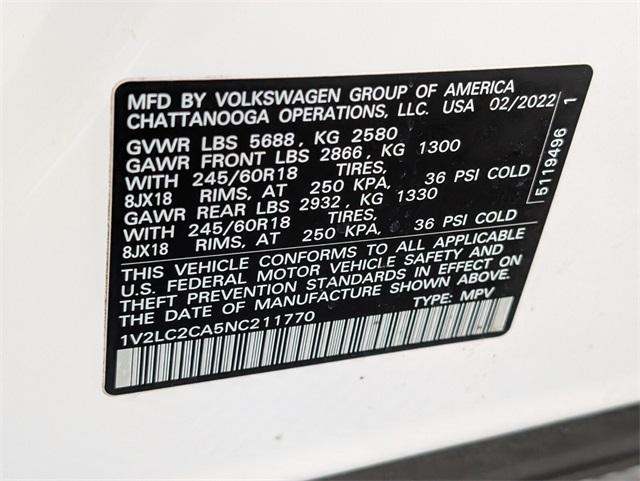 MFD BY VOLKSWAGEN GROUP OF AMERICA
CHATTANOOGA OPERATIONS, LLC. USA 02/2022
GVWR LBS 5688, KG 2580
GAWR FRONT LBS 2866, KG 1300
WITH 245/60R18 TIRES,
8JX18 RIMS, AT 250 KPA, 36 PSI COLD
GAWR REAR LBS 2932, KG 1330
WITH 245/60R18 TIRES,
8JX18 RIMS, AT 250 KPA, 36 PSI COLD
THIS VEHICLE CONFORMS TO ALL APPLICABLE
U.S. FEDERAL MOTOR VEHICLE SAFETY AND
THEFT PREVENTION STANDARDS IN EFFECT ON
THE DATE OF MANUFACTURE SHOWN ABOVE.
1V2LC2CA5NC211770 TYPE: MPV
5119496 1